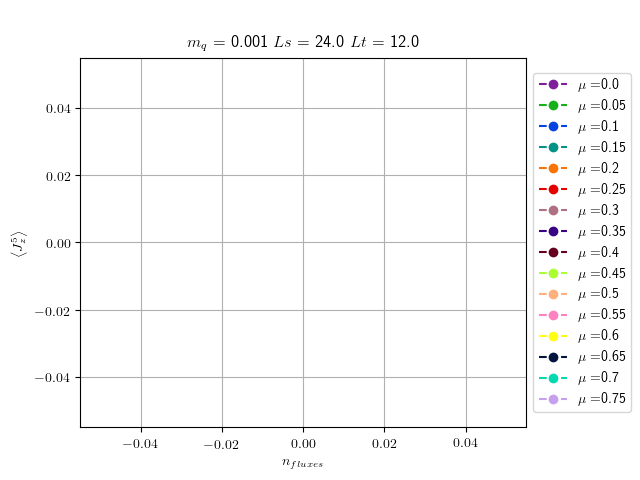 m_q = 0.001 Ls = 24.0 Lt = 12.0
⟨J_z^5⟩
0.04
0.02
0.00
−0.02
−0.04
−0.04
−0.02
0.00
0.02
0.04
n_{fluxes}
μ =0.0
μ =0.05
μ =0.1
μ =0.15
μ =0.2
μ =0.25
μ =0.3
μ =0.35
μ =0.4
μ =0.45
μ =0.5
μ =0.55
μ =0.6
μ =0.65
μ =0.7
μ =0.75